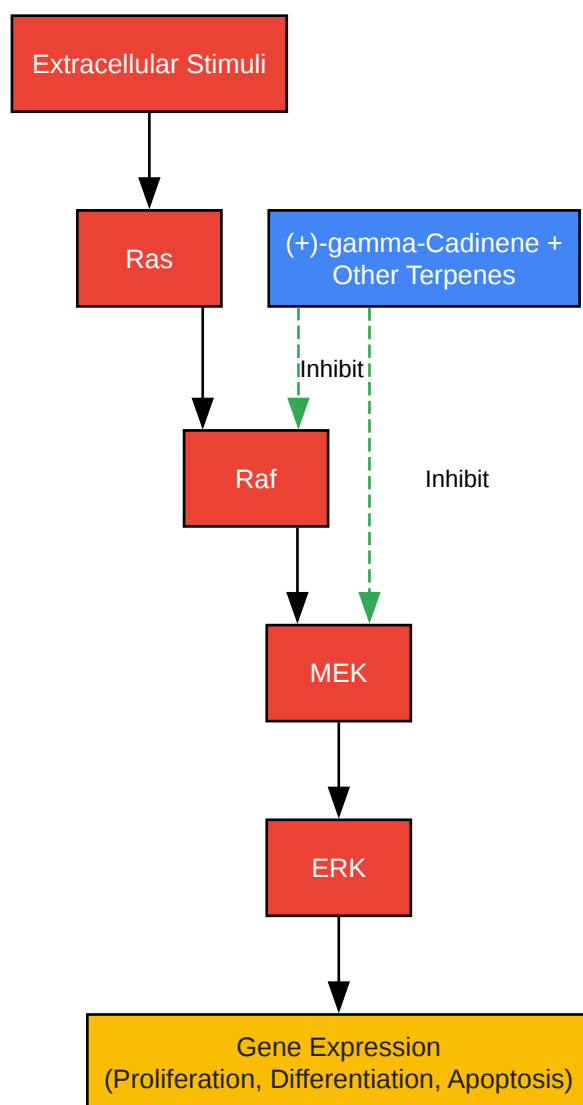 Extracellular Stimuli
Ras
(+)-gamma-Cadinene +
Other Terpenes
Inhibit
Raf
Inhibit
MEK
ERK
Gene Expression
(Proliferation, Differentiation, Apoptosis)